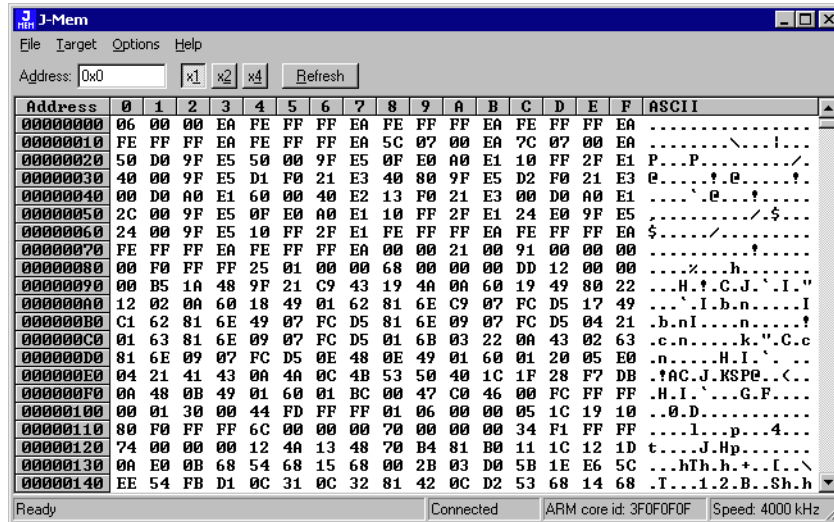 J-Mem
File Target Options Help
Address: 0x0 x1 x2 x4 Refresh
Address 0 1 2 3 4 5 6 7 8 9 A B C D E F ASCII
00000000 06 00 00 EA FE FF FF EA FE FF FF EA FE FF FF EA ................
00000010 FE FF FF EA FE FF FF EA 5C 07 00 EA 7C 07 00 EA ........\...|...
00000020 50 D0 9F E5 50 00 9F E5 0F E0 A0 E1 10 FF 2F E1 P...P........./.
00000030 40 00 9F E5 D1 F0 21 E3 40 80 9F E5 D2 F0 21 E3 @.....!.@.....!.
00000040 00 D0 A0 E1 60 00 40 E2 13 F0 21 E3 00 D0 A0 E1 ....`.@...!.....
00000050 2C 00 9F E5 0F E0 A0 E1 10 FF 2F E1 24 E0 9F E5 ,........./.$...
00000060 24 00 9F E5 10 FF 2F E1 FE FF FF EA FE FF FF EA $...../.........
00000070 FE FF FF EA FE FF FF EA 00 00 21 00 91 00 00 00 ..........!.....
00000080 00 F0 FF FF 25 01 00 00 68 00 00 00 DD 12 00 00 ....%...h.......
00000090 00 B5 1A 48 9F 21 C9 43 19 4A 0A 60 19 49 80 22 ...H.!.C.J.`.I."
000000A0 12 02 0A 60 18 49 01 62 81 6E C9 07 FC D5 17 49 ...`.I.b.n.....I
000000B0 C1 62 81 6E 49 07 FC D5 81 6E 09 07 FC D5 04 21 .b.nI....n.....!
000000C0 01 63 81 6E 09 07 FC D5 01 6B 03 22 0A 43 02 63 .c.n.....k.".C.c
000000D0 81 6E 09 07 FC D5 0E 48 0E 49 01 60 01 20 05 E0 .n.....H.I.`. ..
000000E0 04 21 41 43 0A 4A 0C 4B 53 50 40 1C 1F 28 F7 DB .!AC.J.KSP@..(..
000000F0 0A 48 0B 49 01 60 01 BC 00 47 C0 46 00 FC FF FF .H.I.`...G.F....
00000100 00 01 30 00 44 FD FF FF 01 06 00 00 05 1C 19 10 ..0.D...........
00000110 80 F0 FF FF 6C 00 00 00 70 00 00 00 34 F1 FF FF ....l...p...4...
00000120 74 00 00 00 12 4A 13 48 70 B4 81 B0 11 1C 12 1D t....J.Hp.......
00000130 0A E0 0B 68 54 68 15 68 00 2B 03 D0 5B 1E E6 5C ...hTh.h.+..[..\
00000140 EE 54 FB D1 0C 31 0C 32 81 42 0C D2 53 68 14 68 .T...1.2.B..Sh.h
Ready Connected ARM core id: 3F0F0F0F Speed: 4000 kHz